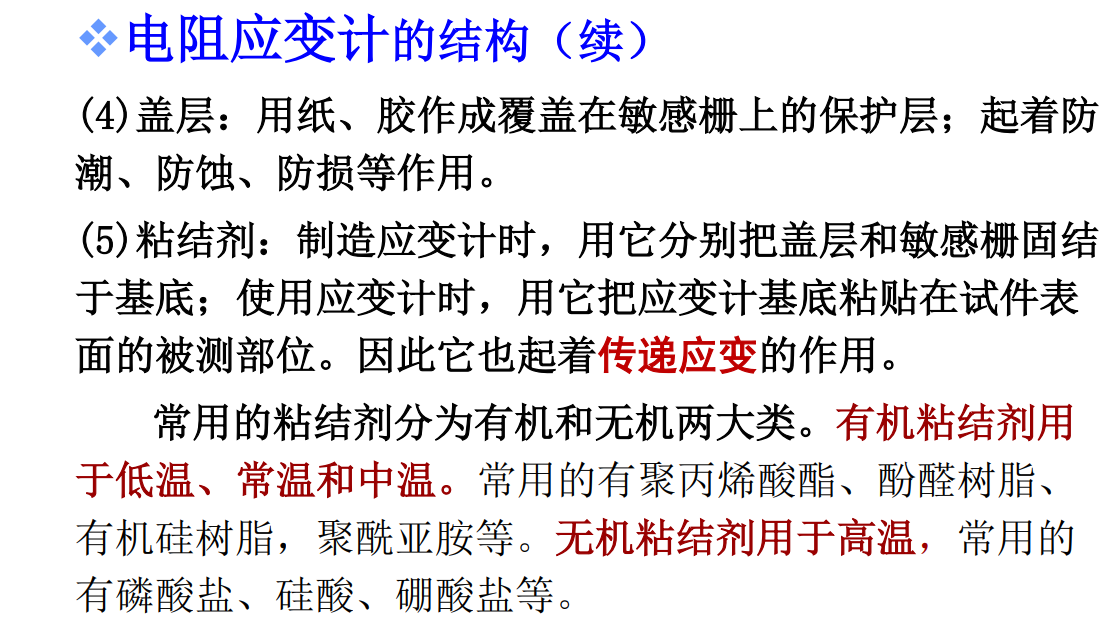 电阻应变计的结构（续）
(4)盖层：用纸、胶作成覆盖在敏感栅上的保护层；起着防
潮、防蚀、防损等作用。
(5)粘结剂：制造应变计时，用它分别把盖层和敏感栅固结
于基底；使用应变计时，用它把应变计基底粘贴在试件表
面的被测部位。因此它也起着传递应变的作用。
常用的粘结剂分为有机和无机两大类。有机粘结剂用
于低温、常温和中温。常用的有聚丙烯酸酯、酚醛树脂、
有机硅树脂，聚酰亚胺等。无机粘结剂用于高温，常用的
有磷酸盐、硅酸、硼酸盐等。